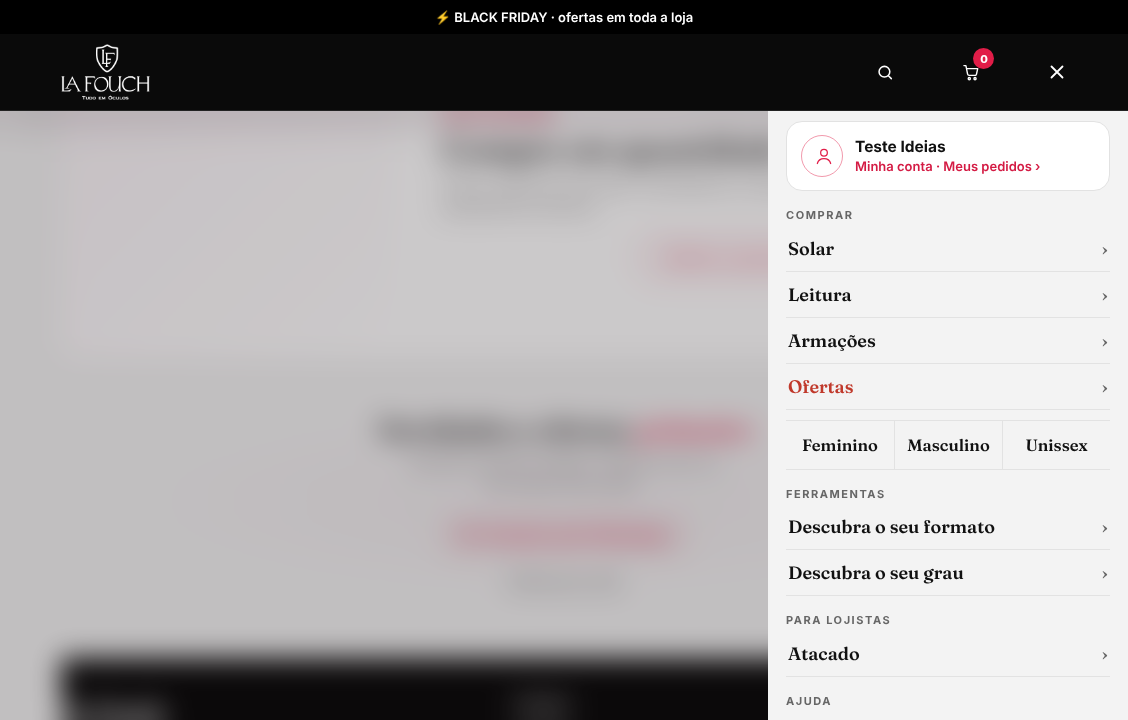 ⚡ BLACK FRIDAY · ofertas em toda a loja
LF
LA FOUCH
Tudo em Óculos
0
Teste Ideias
Minha conta · Meus pedidos ›
COMPRAR
Solar ›
Leitura ›
Armações ›
Ofertas ›
Feminino Masculino Unissex
FERRAMENTAS
Descubra o seu formato ›
Descubra o seu grau ›
PARA LOJISTAS
Atacado ›
AJUDA